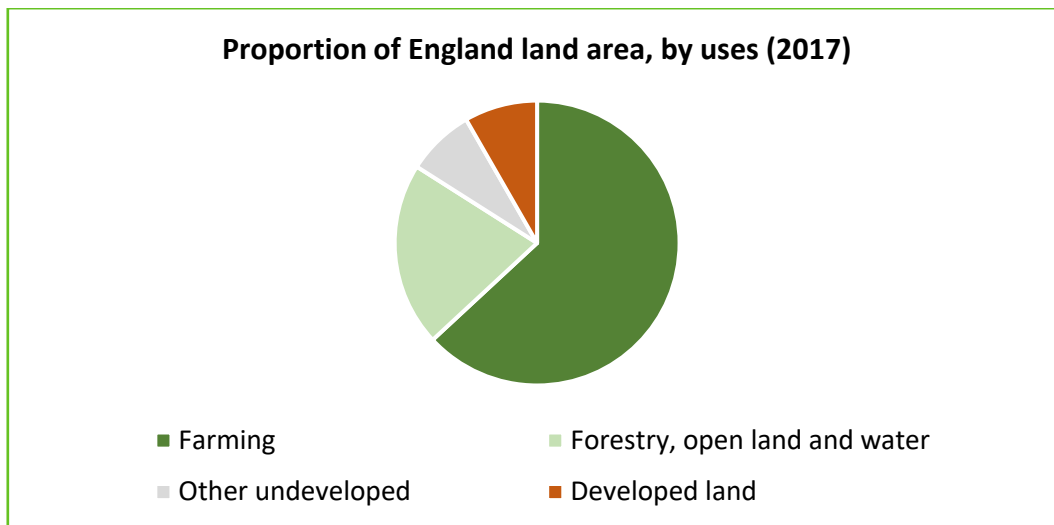 Proportion of England land area, by uses (2017)
Farming
Forestry, open land and water
Other undeveloped
Developed land